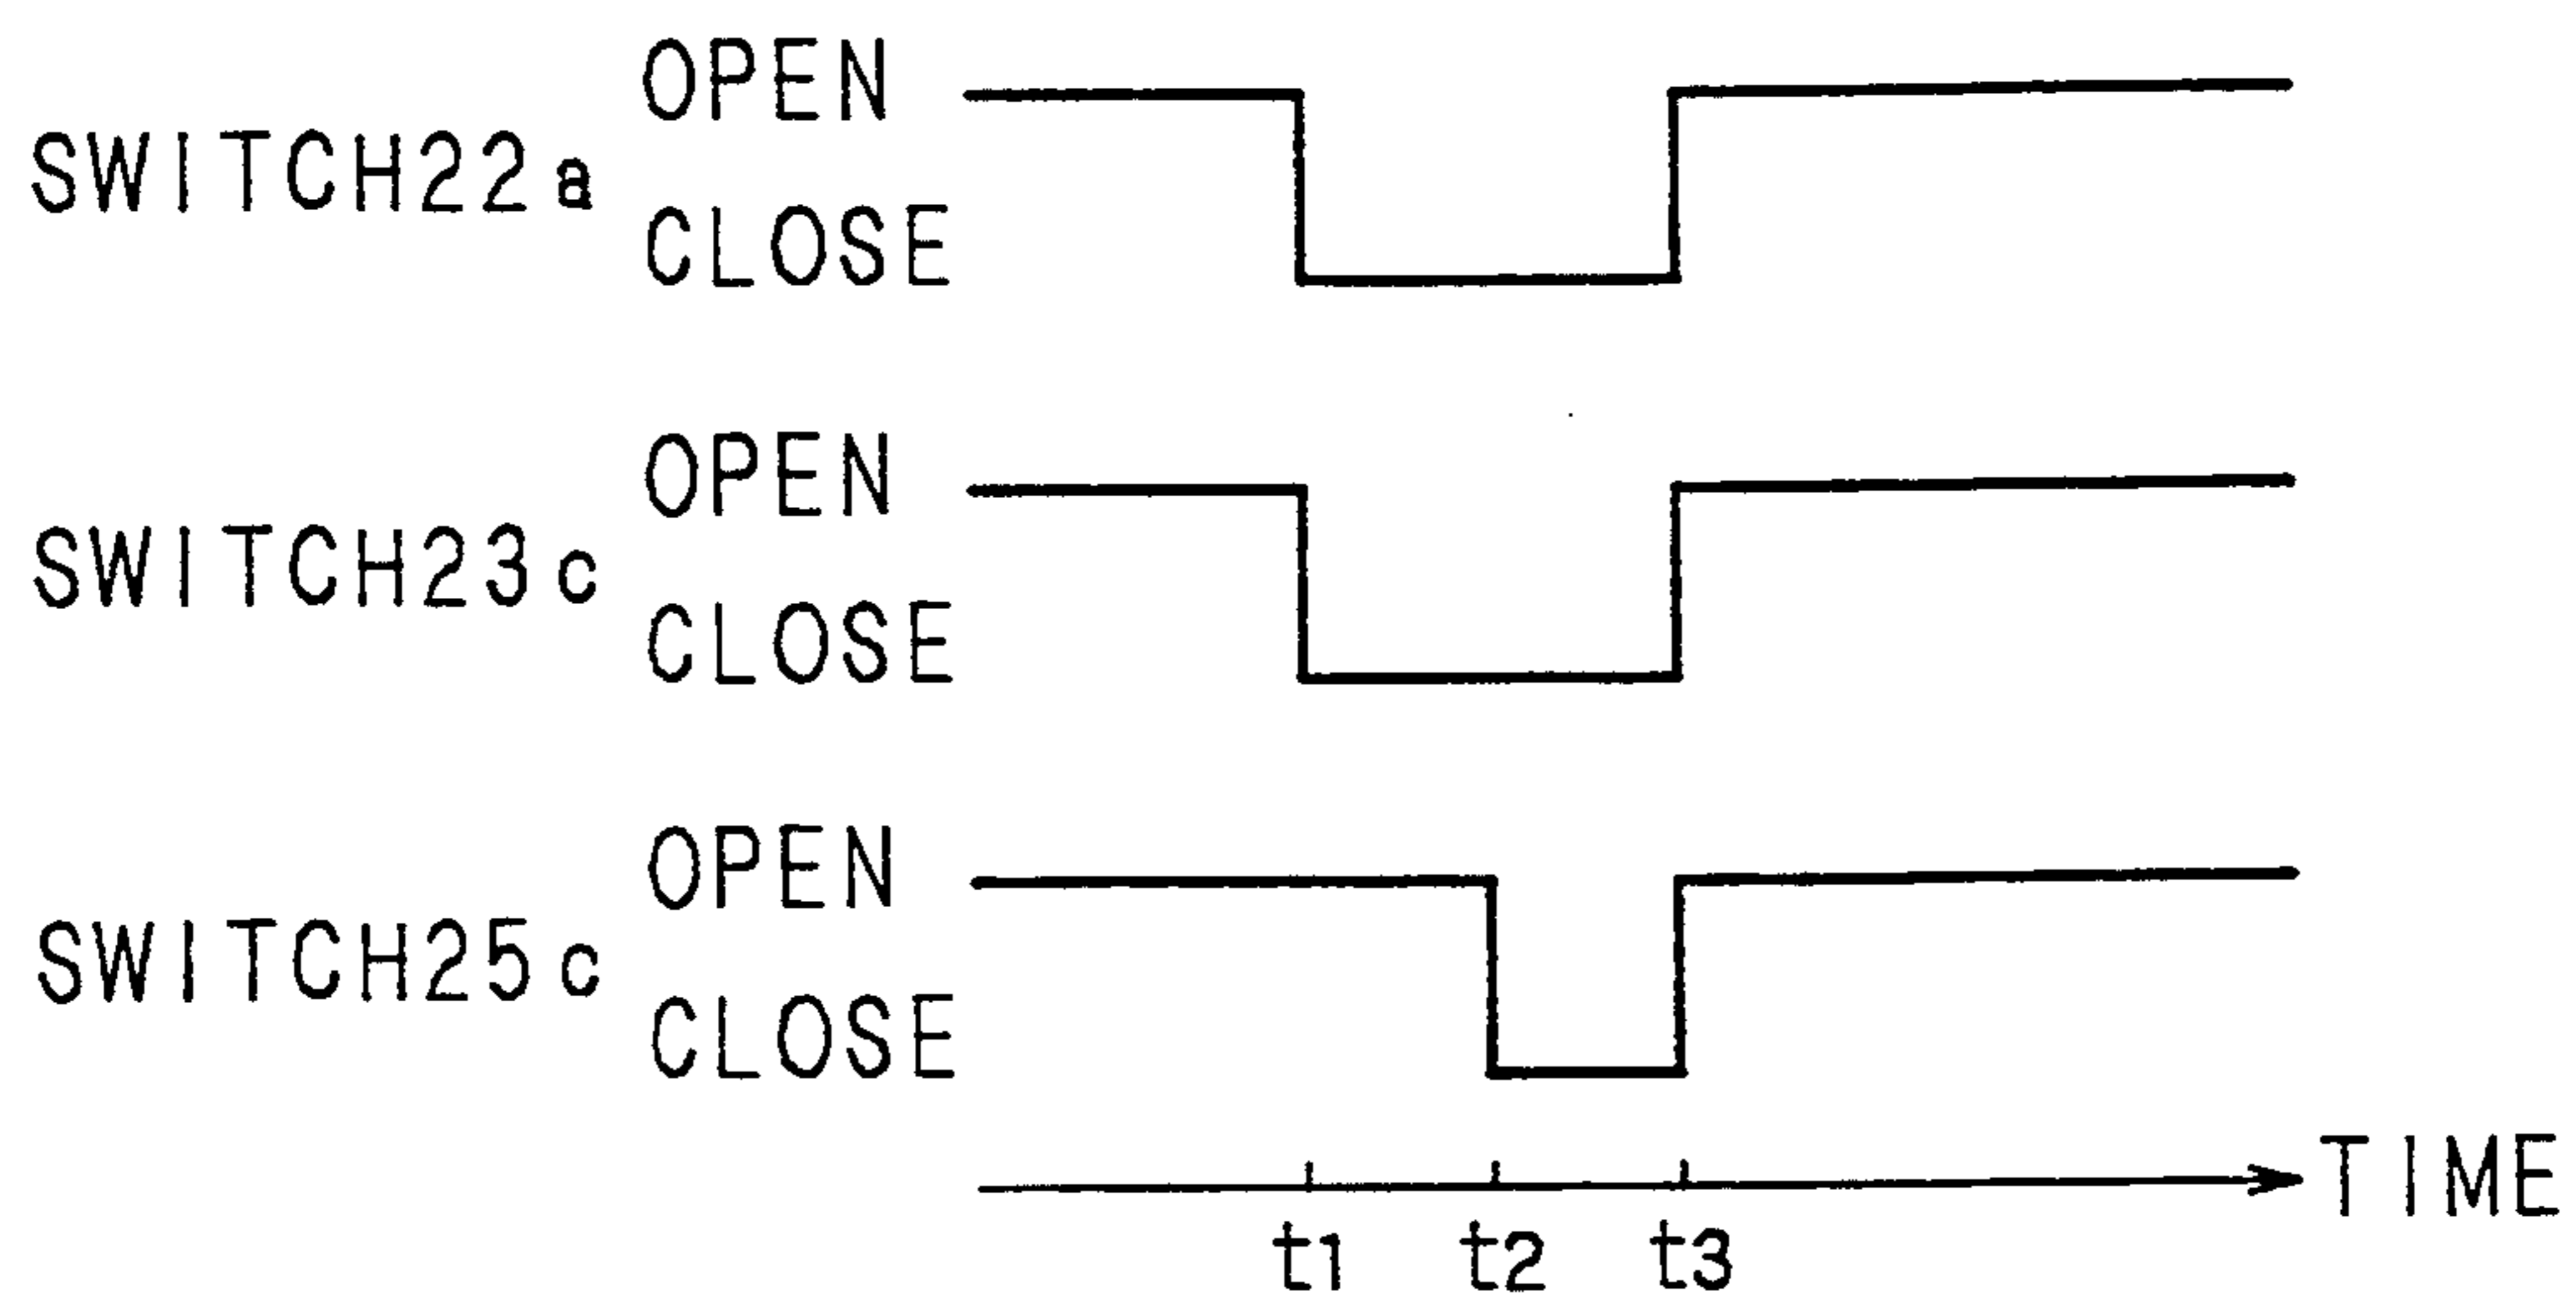 OPEN
SWITCH22a
CLOSE
OPEN
SWITCH23c
CLOSE
OPEN
SWITCH25c
CLOSE
TIME
t1 t2 t3